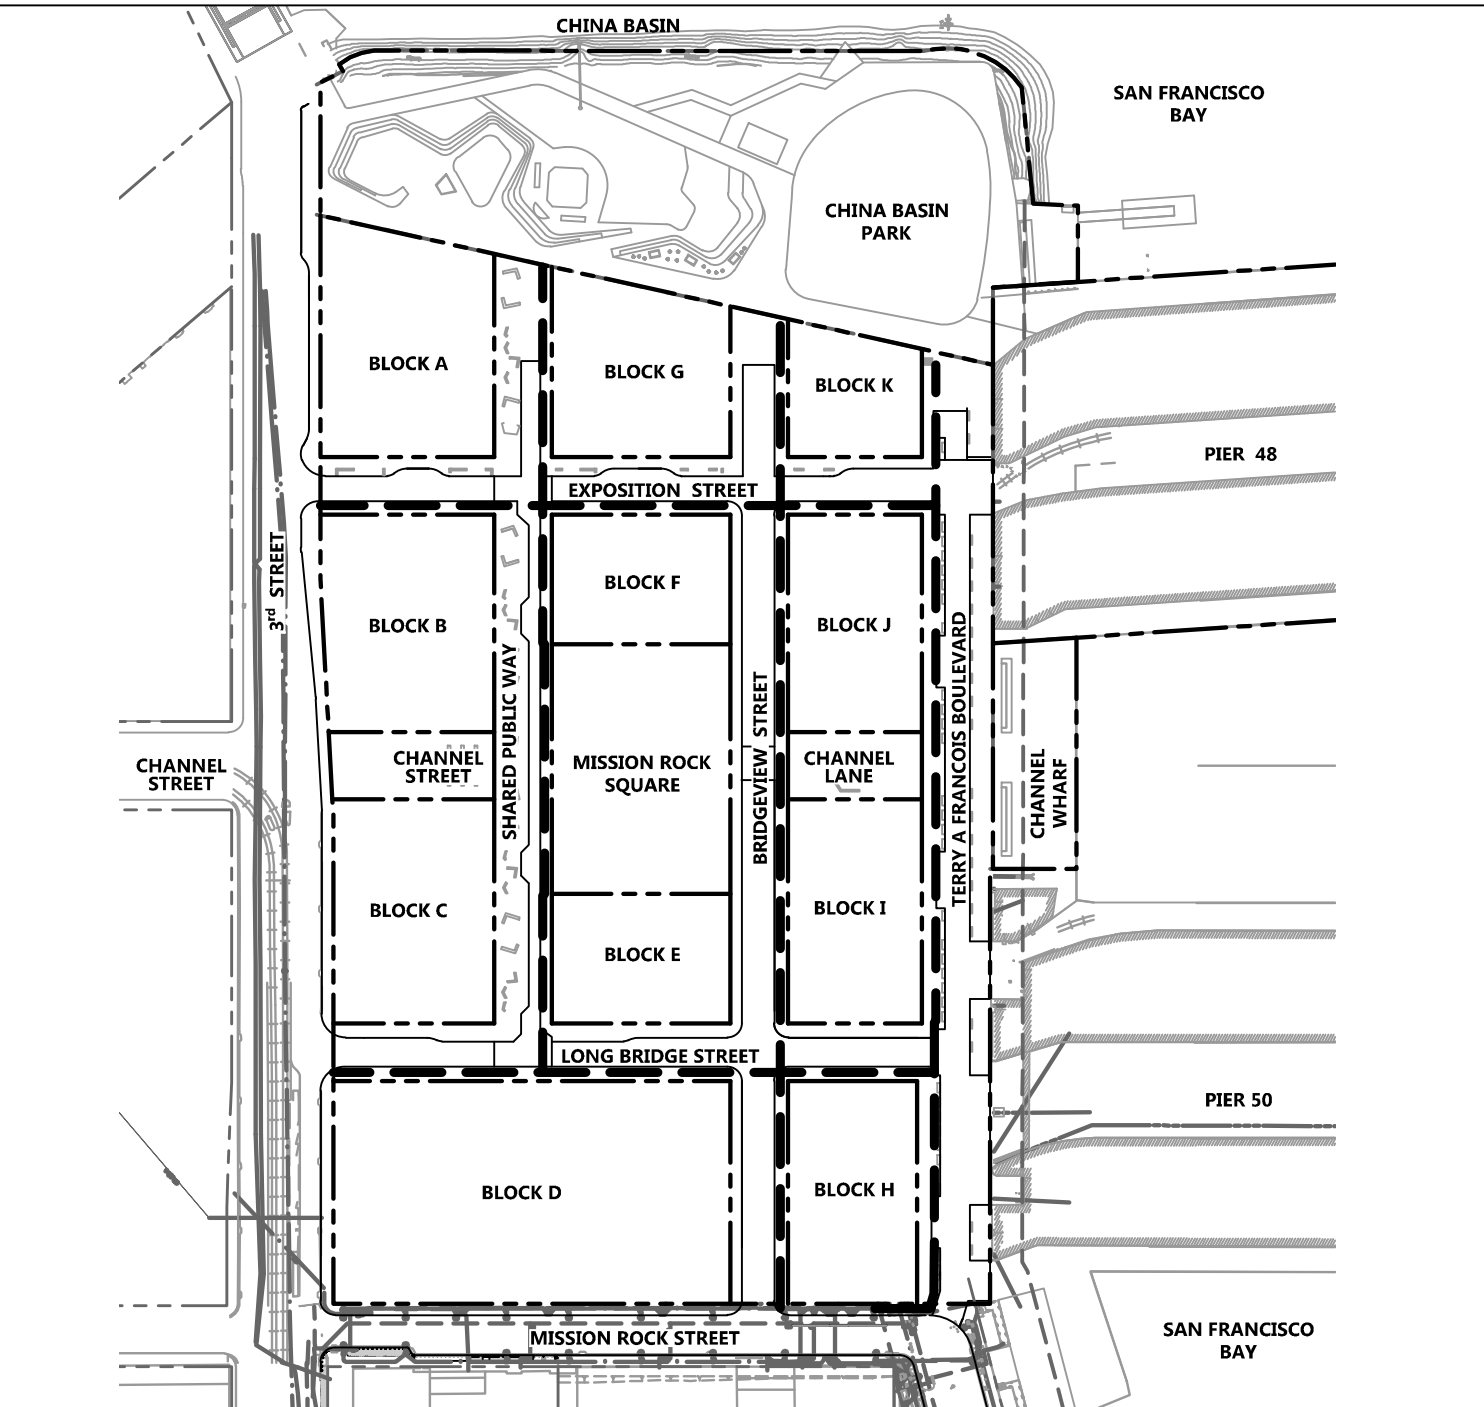 CHINA BASIN
SAN FRANCISCO
BAY
CHINA BASIN
PARK
BLOCK A
BLOCK G
BLOCK K
PIER 48
EXPOSITION STREET
3rd STREET
BLOCK F
BLOCK B
BLOCK J
SHARED PUBLIC WAY
BRIDGEVIEW STREET
TERRY A FRANCOIS BOULEVARD
CHANNEL
STREET
CHANNEL
STREET
MISSION ROCK
SQUARE
CHANNEL
LANE
CHANNEL
WHARF
BLOCK C
BLOCK I
BLOCK E
LONG BRIDGE STREET
PIER 50
BLOCK D
BLOCK H
MISSION ROCK STREET
SAN FRANCISCO
BAY